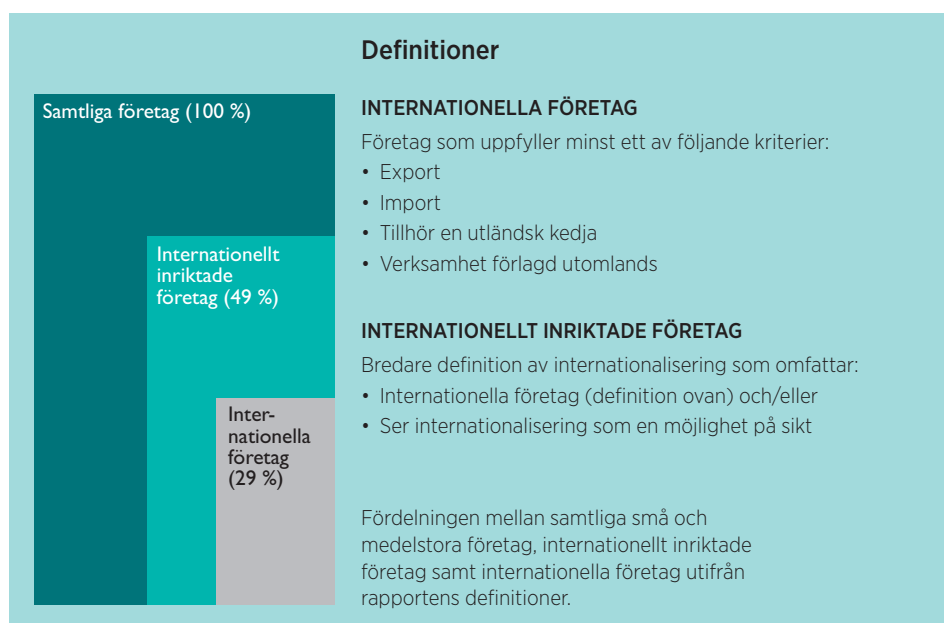 Definitioner
Samtliga företag (100 %)
Internationellt
inriktade
företag (49 %)
Inter-
nationella
företag
(29 %)
INTERNATIONELLA FÖRETAG
Företag som uppfyller minst ett av följande kriterier:
• Export
• Import
• Tillhör en utländsk kedja
• Verksamhet förlagd utomlands
INTERNATIONELLT INRIKTADE FÖRETAG
Bredare definition av internationalisering som omfattar:
• Internationella företag (definition ovan) och/eller
• Ser internationalisering som en möjlighet på sikt
Fördelningen mellan samtliga små och
medelstora företag, internationellt inriktade
företag samt internationella företag utifrån
rapportens definitioner.